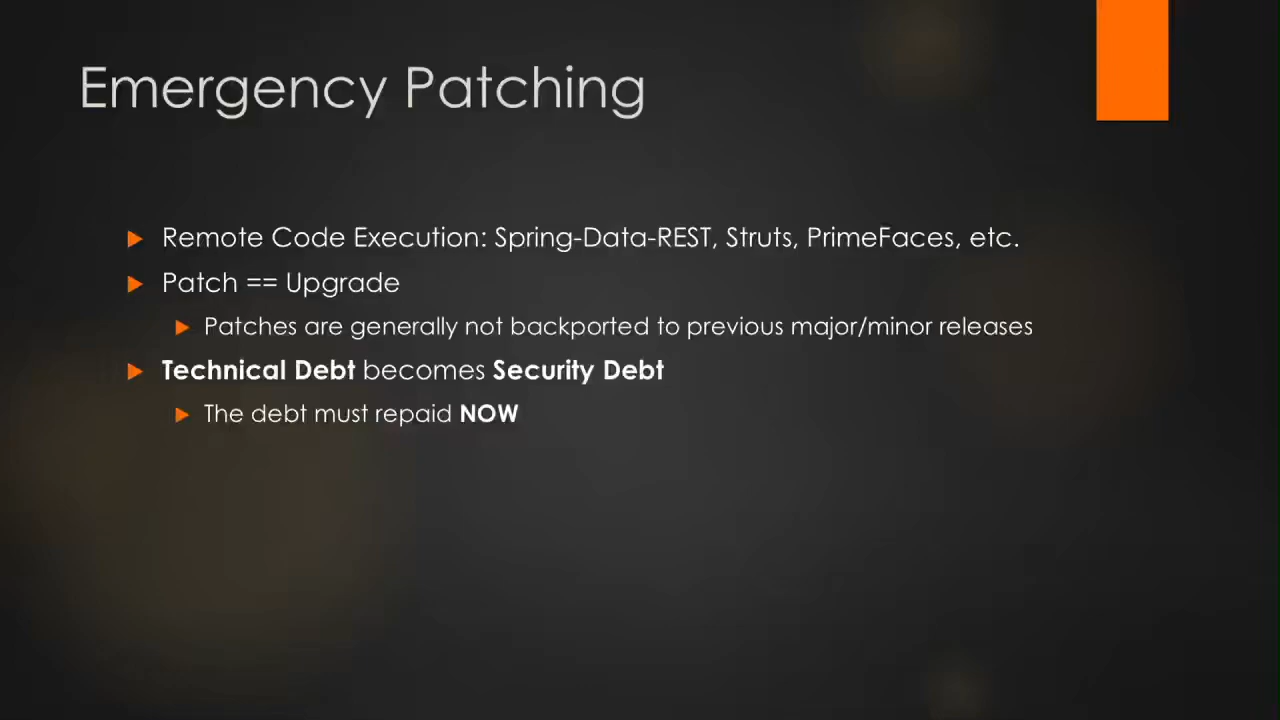 Emergency Patching
Remote Code Execution: Spring-Data-REST, Struts, PrimeFaces, etc.
Patch == Upgrade
Patches are generally not backported to previous major/minor releases
Technical Debt becomes Security Debt
The debt must repaid NOW